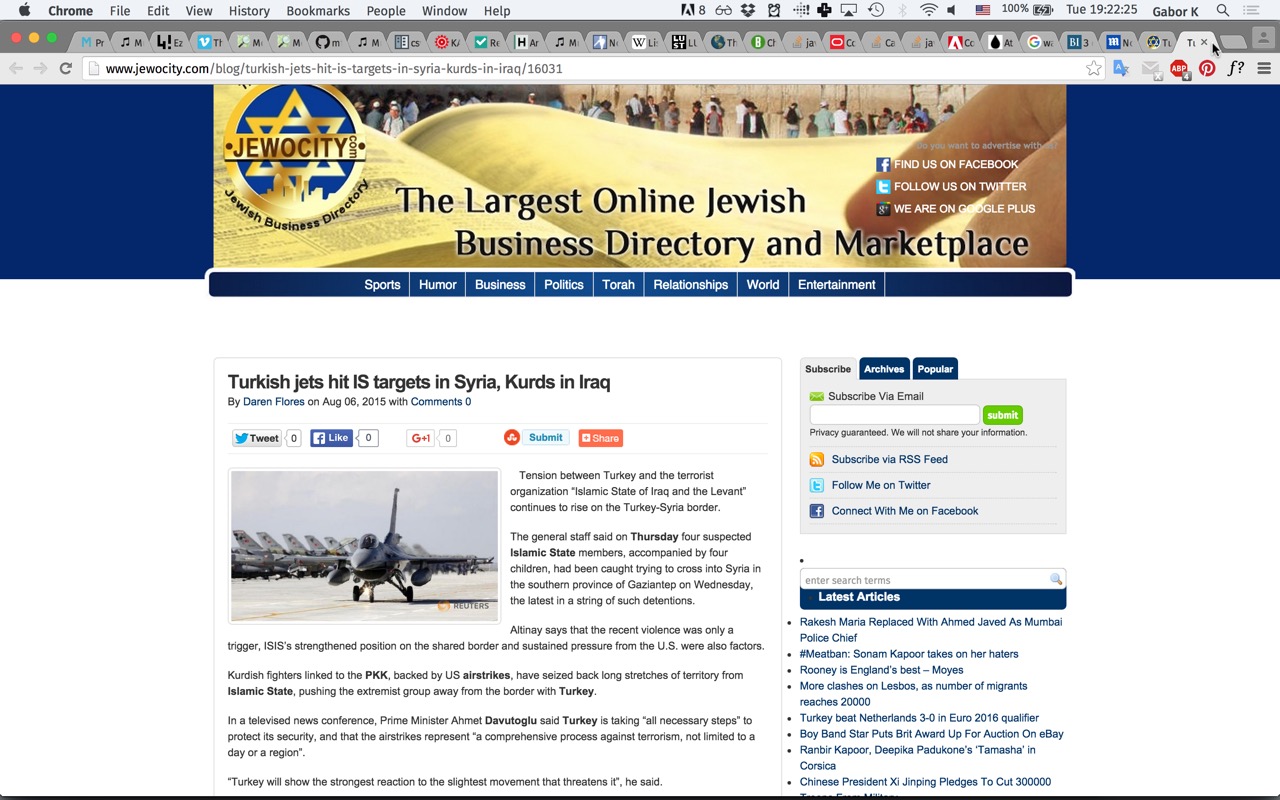 Chrome File Edit View History Bookmarks People Window Help
8 100% Tue 19:22:25 Gabor K
www.jewocity.com/blog/turkish-jets-hit-is-targets-in-syria-kurds-in-iraq/16031
ABP 4 f?
JEWOCITY.com
Jewish Business Directory
Do you want to advertise with us?
FIND US ON FACEBOOK
FOLLOW US ON TWITTER
WE ARE ON GOOGLE PLUS
The Largest Online Jewish
Business Directory and Marketplace
Sports Humor Business Politics Torah Relationships World Entertainment
Turkish jets hit IS targets in Syria, Kurds in Iraq
By Daren Flores on Aug 06, 2015 with Comments 0
Tweet 0 Like 0 G+1 0 Submit Share
REUTERS
Tension between Turkey and the terrorist
organization “Islamic State of Iraq and the Levant”
continues to rise on the Turkey-Syria border.
The general staff said on Thursday four suspected
Islamic State members, accompanied by four
children, had been caught trying to cross into Syria in
the southern province of Gaziantep on Wednesday,
the latest in a string of such detentions.
Altinay says that the recent violence was only a
trigger, ISIS’s strengthened position on the shared border and sustained pressure from the U.S. were also factors.
Kurdish fighters linked to the PKK, backed by US airstrikes, have seized back long stretches of territory from
Islamic State, pushing the extremist group away from the border with Turkey.
In a televised news conference, Prime Minister Ahmet Davutoglu said Turkey is taking “all necessary steps” to
protect its security, and that the airstrikes represent “a comprehensive process against terrorism, not limited to a
day or a region”.
“Turkey will show the strongest reaction to the slightest movement that threatens it”, he said.
Subscribe Archives Popular
Subscribe Via Email
submit
Privacy guaranteed. We will not share your information.
Subscribe via RSS Feed
Follow Me on Twitter
Connect With Me on Facebook
enter search terms
Latest Articles
Rakesh Maria Replaced With Ahmed Javed As Mumbai
Police Chief
#Meatban: Sonam Kapoor takes on her haters
Rooney is England’s best – Moyes
More clashes on Lesbos, as number of migrants
reaches 20000
Turkey beat Netherlands 3-0 in Euro 2016 qualifier
Boy Band Star Puts Brit Award Up For Auction On eBay
Ranbir Kapoor, Deepika Padukone’s ‘Tamasha’ in
Corsica
Chinese President Xi Jinping Pledges To Cut 300000
Troops From Military